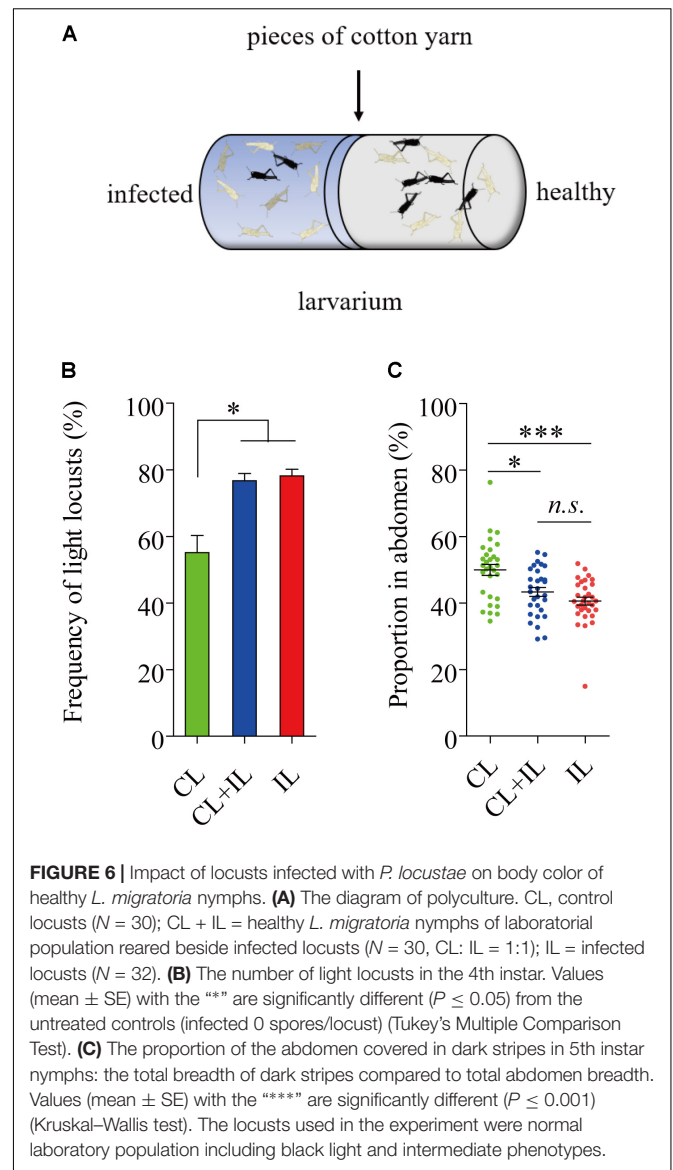 A
pieces of cotton yarn
infected
healthy
larvarium
B
Frequency of light locusts (%)
100
80
60
40
20
0
*
CL
CL+IL
IL
C
Proportion in abdomen (%)
100
80
60
40
20
0
***
*
n.s.
CL
CL+IL
IL
FIGURE 6 | Impact of locusts infected with P. locustae on body color of
healthy L. migratoria nymphs. (A) The diagram of polyculture. CL, control
locusts (N = 30); CL + IL = healthy L. migratoria nymphs of laboratorial
population reared beside infected locusts (N = 30, CL: IL = 1:1); IL = infected
locusts (N = 32). (B) The number of light locusts in the 4th instar. Values
(mean ± SE) with the “*” are significantly different (P ≤ 0.05) from the
untreated controls (infected 0 spores/locust) (Tukey's Multiple Comparison
Test). (C) The proportion of the abdomen covered in dark stripes in 5th instar
nymphs: the total breadth of dark stripes compared to total abdomen breadth.
Values (mean ± SE) with the “***” are significantly different (P ≤ 0.001)
(Kruskal–Wallis test). The locusts used in the experiment were normal
laboratory population including black light and intermediate phenotypes.